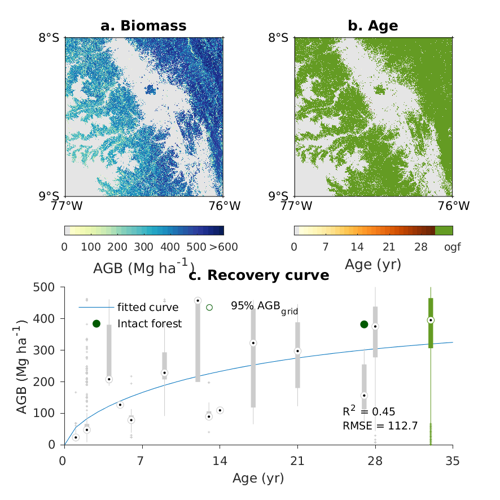 a. Biomass
b. Age
8°S
9°S
77°W
76°W
8°S
9°S
77°W
76°W
0 100 200 300 400 500 >600
AGB (Mg ha⁻¹)
0 7 14 21 28 ogf
Age (yr)
c. Recovery curve
500
400
300
200
100
0
AGB (Mg ha⁻¹)
fitted curve
95% AGB_grid
Intact forest
R² = 0.45
RMSE = 112.7
0 7 14 21 28 35
Age (yr)